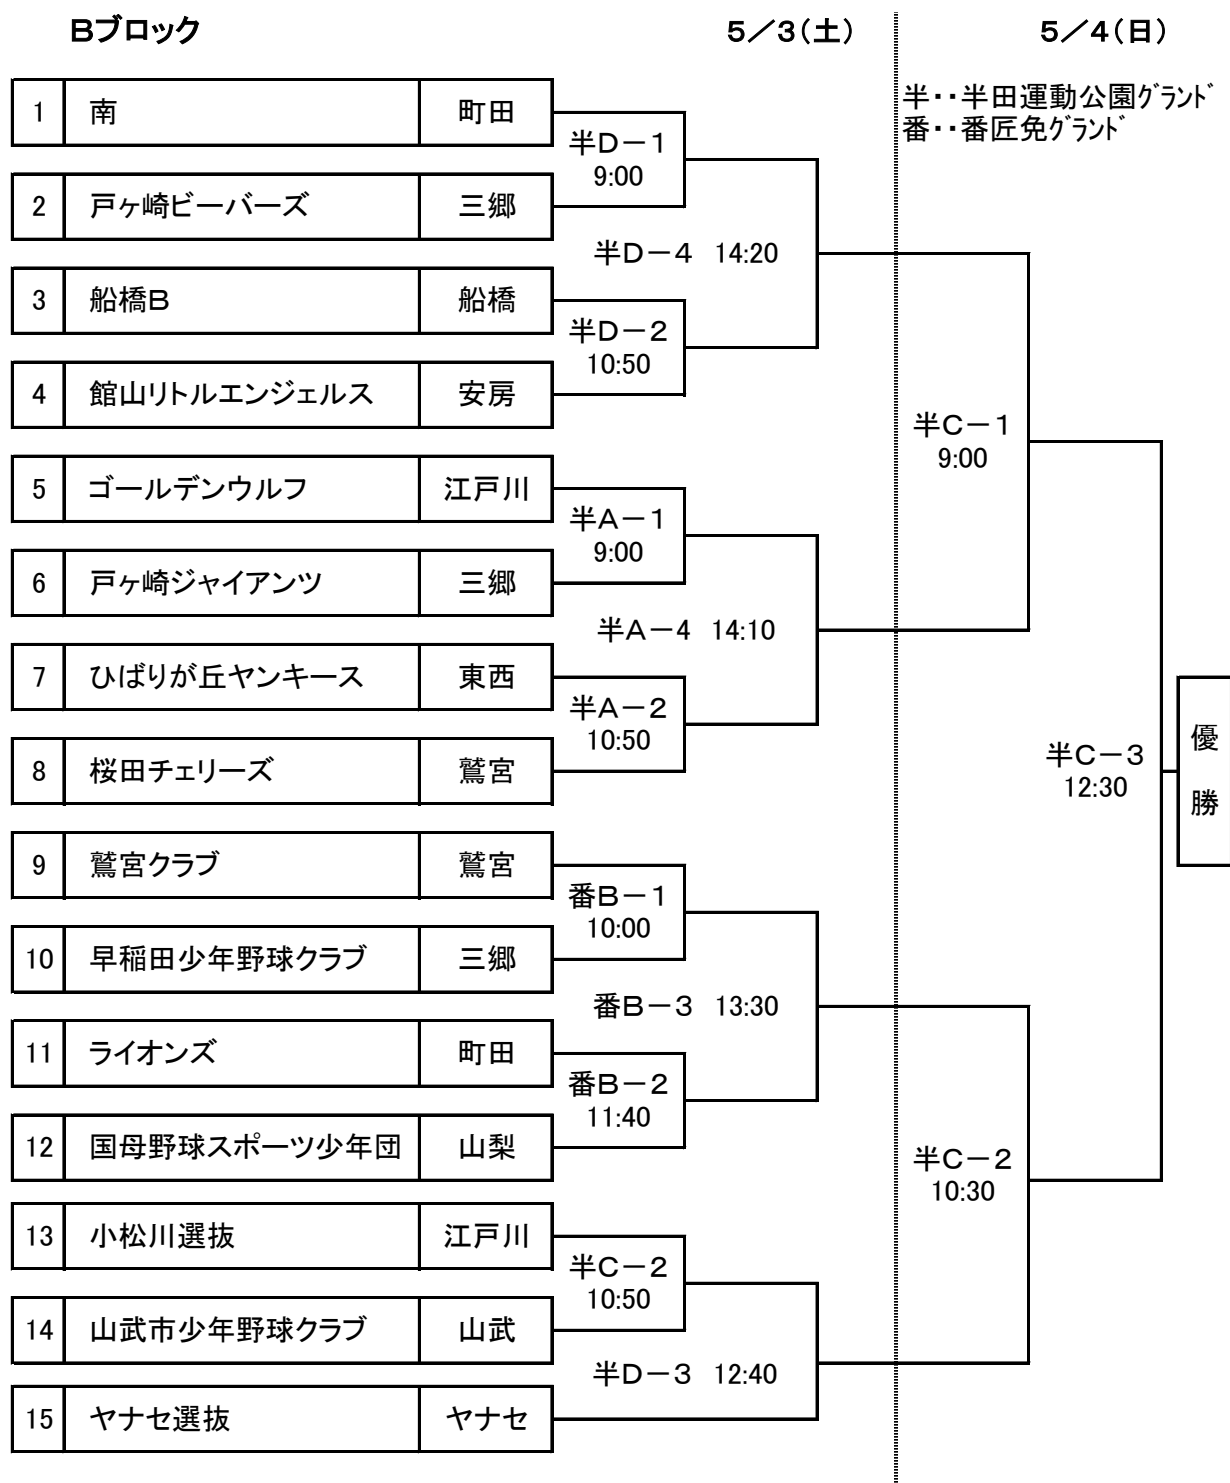 Bブロック
5／3（土）
5／4（日）
半・・半田運動公園ｸﾞﾗﾝﾄﾞ
番・・番匠免ｸﾞﾗﾝﾄﾞ
1 南 町田
半D－1
9:00
2 戸ヶ崎ビーバーズ 三郷
半D－4 14:20
3 船橋B 船橋
半D－2
10:50
4 館山リトルエンジェルス 安房
半C－1
9:00
5 ゴールデンウルフ 江戸川
半A－1
9:00
6 戸ヶ崎ジャイアンツ 三郷
半A－4 14:10
7 ひばりが丘ヤンキース 東西
半A－2
10:50
8 桜田チェリーズ 鷲宮
半C－3
12:30
優
勝
9 鷲宮クラブ 鷲宮
番B－1
10:00
10 早稲田少年野球クラブ 三郷
番B－3 13:30
11 ライオンズ 町田
番B－2
11:40
12 国母野球スポーツ少年団 山梨
半C－2
10:30
13 小松川選抜 江戸川
半C－2
10:50
14 山武市少年野球クラブ 山武
半D－3 12:40
15 ヤナセ選抜 ヤナセ